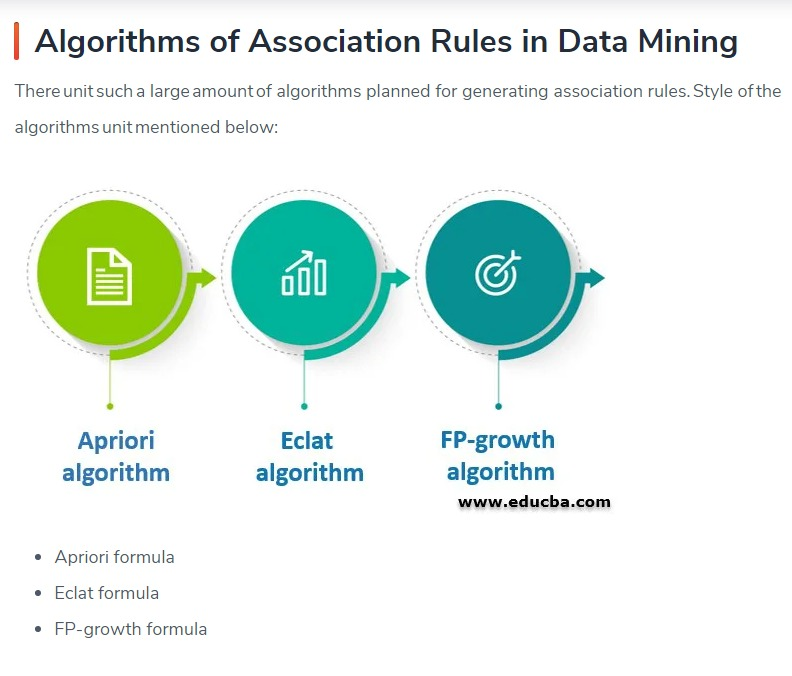 Algorithms of Association Rules in Data Mining
There unit such a large amount of algorithms planned for generating association rules. Style of the
algorithms unit mentioned below:
Apriori
algorithm
Eclat
algorithm
FP-growth
algorithm
www.educba.com
Apriori formula
Eclat formula
FP-growth formula